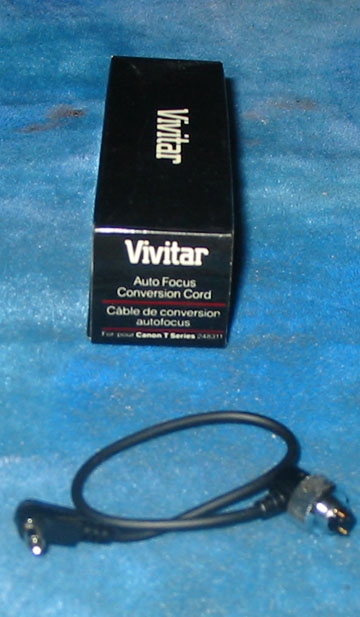 Vivitar
Vivitar
Auto Focus
Conversion Cord
Câble de conversion
autofocus
For/pour Canon T Series 248311